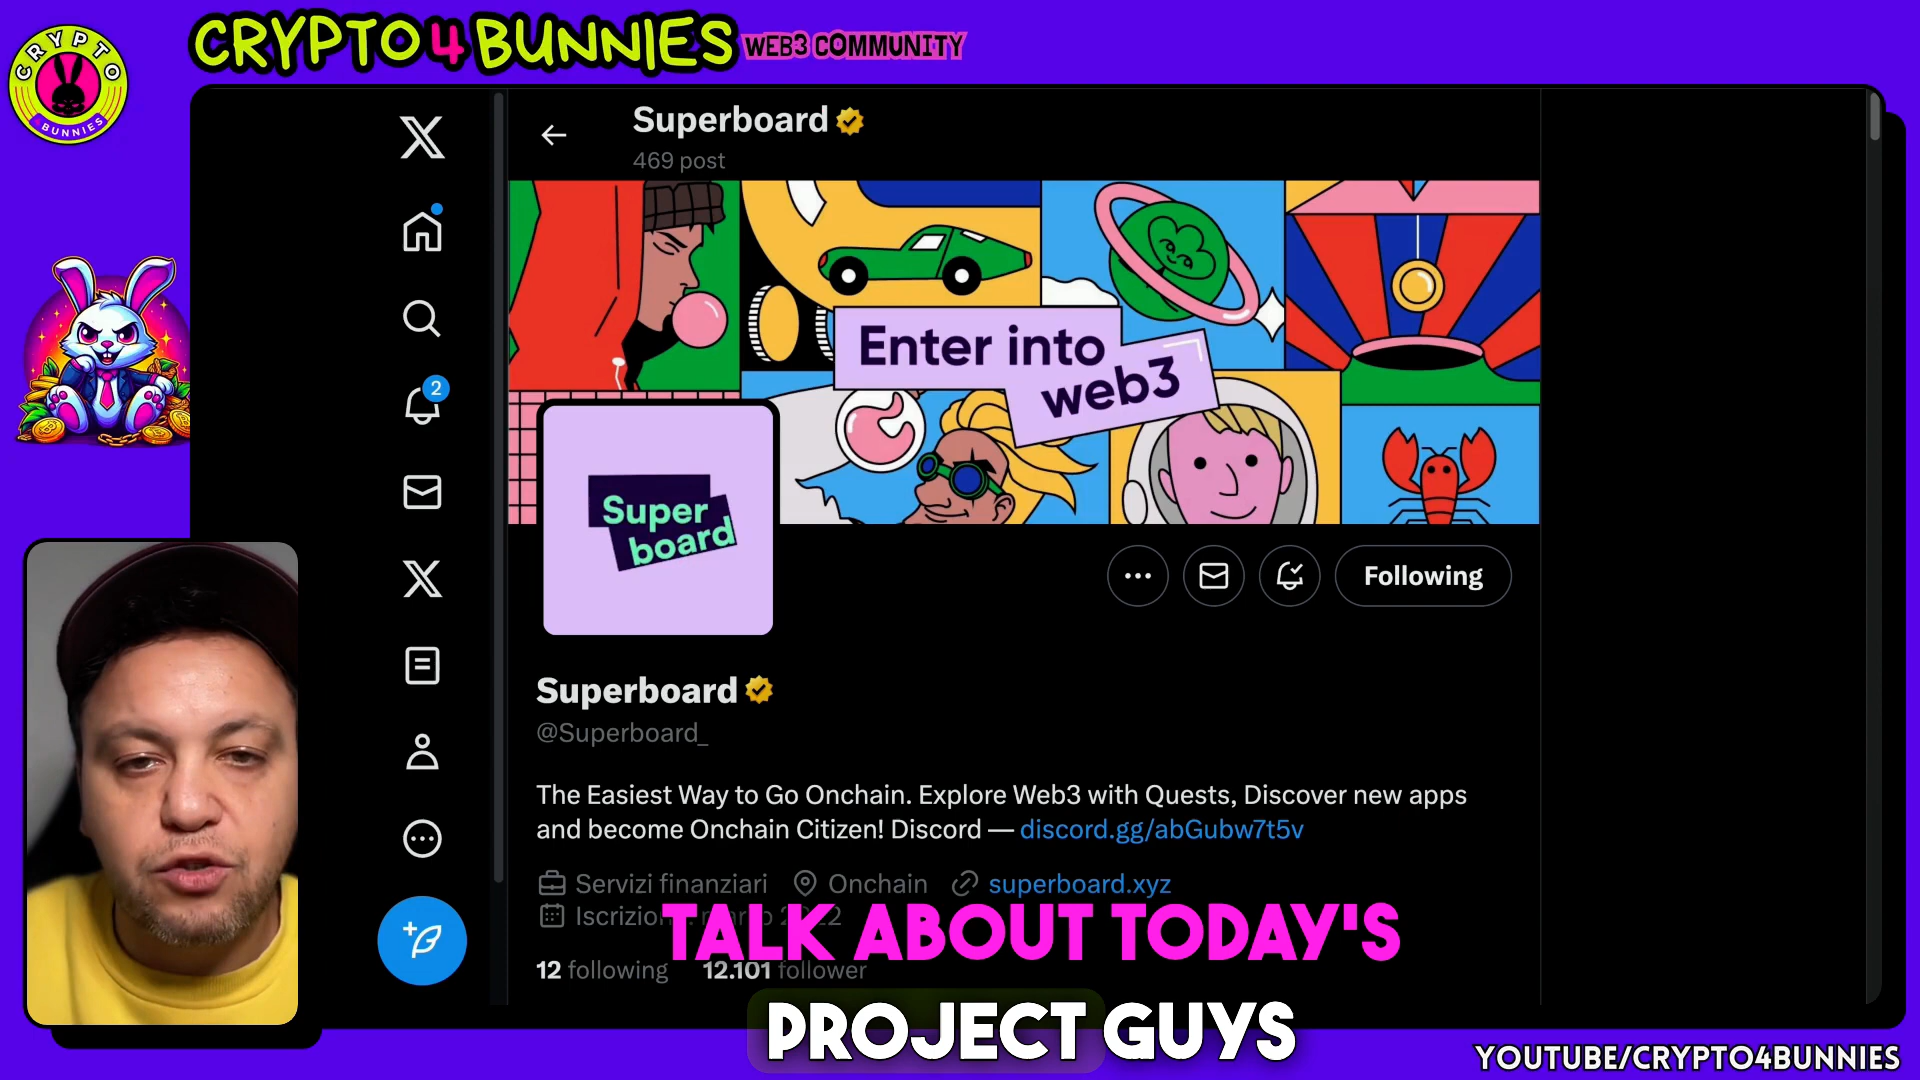 CRYPTO
BUNNIES
CRYPTO4BUNNIES WEB3 COMMUNITY
Superboard
469 post
Enter into
web3
2
Super
board
Following
Superboard
@Superboard_
The Easiest Way to Go Onchain. Explore Web3 with Quests, Discover new apps
and become Onchain Citizen! Discord — discord.gg/abGubw7t5v
Servizi finanziari Onchain superboard.xyz
TALK ABOUT TODAY'S
12 following 12.101 follower
PROJECT GUYS
YOUTUBE/CRYPTO4BUNNIES